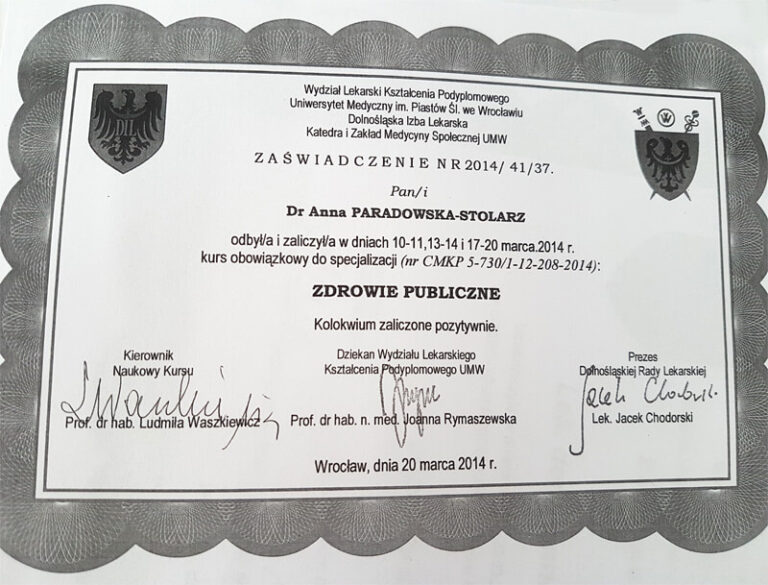 Wydział Lekarski Kształcenia Podyplomowego
Uniwersytet Medyczny im. Piastów Śl. we Wrocławiu
Dolnośląska Izba Lekarska
Katedra i Zakład Medycyny Społecznej UMW
DIL
W
ZAŚWIADCZENIE NR 2014/ 41/37.
Pan/i
Dr Anna PARADOWSKA-STOLARZ
odbył/a i zaliczył/a w dniach 10-11,13-14 i 17-20 marca.2014 r.
kurs obowiązkowy do specjalizacji (nr CMKP 5-730/1-12-208-2014):
ZDROWIE PUBLICZNE
Kolokwium zaliczone pozytywnie.
Kierownik
Naukowy Kursu
Prof. dr hab. Ludmiła Waszkiewicz
Dziekan Wydziału Lekarskiego
Kształcenia Podyplomowego UMW
Prof. dr hab. n. med. Joanna Rymaszewska
Prezes
Dolnośląskiej Rady Lekarskiej
Jacek Chodorski
Lek. Jacek Chodorski
Wrocław, dnia 20 marca 2014 r.